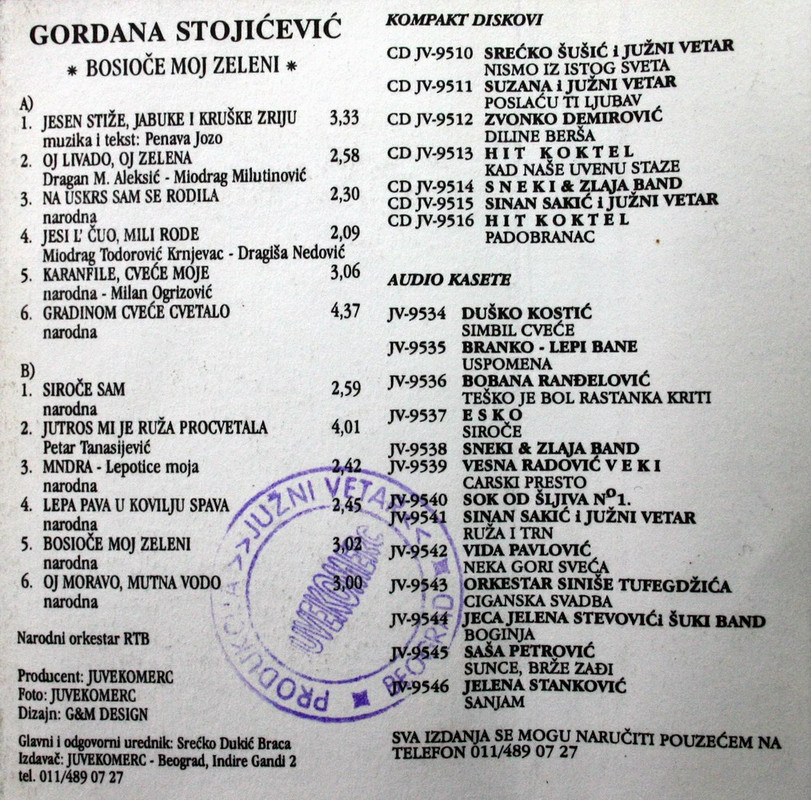 GORDANA STOJIĆEVIĆ
* BOSIOČE MOJ ZELENI *
A)
1. JESEN STIŽE, JABUKE I KRUŠKE ZRIJU 3,33
muzika i tekst: Penava Jozo
2. OJ LIVADO, OJ ZELENA 2,58
Dragan M. Aleksić - Miodrag Milutinović
3. NA USKRS SAM SE RODILA 2,30
narodna
4. JESI L' ČUO, MILI RODE 2,09
Miodrag Todorović Krnjevac - Dragiša Nedović
5. KARANFILE, CVEĆE MOJE 3,06
narodna - Milan Ogrizović
6. GRADINOM CVEĆE CVETALO 4,37
narodna
B)
1. SIROČE SAM 2,59
narodna
2. JUTROS MI JE RUŽA PROCVETALA 4,01
Petar Tanasijević
3. MNDRA - Lepotice moja 2,42
narodna
4. LEPA PAVA U KOVILJU SPAVA 2,45
narodna
5. BOSIOČE MOJ ZELENI 3,02
narodna
6. OJ MORAVO, MUTNA VODO 3,00
narodna
Narodni orkestar RTB
Producent: JUVEKOMERC
Foto: JUVEKOMERC
Dizajn: G&M DESIGN
Glavni i odgovorni urednik: Srećko Dukić Braca
Izdavač: JUVEKOMERC - Beograd, Indire Gandi 2
tel. 011/489 07 27
KOMPAKT DISKOVI
CD JV-9510 SREĆKO ŠUŠIĆ i JUŽNI VETAR
NISMO IZ ISTOG SVETA
CD JV-9511 SUZANA i JUŽNI VETAR
POSLAĆU TI LJUBAV
CD JV-9512 ZVONKO DEMIROVIĆ
DILINE BERŠA
CD JV-9513 H I T K O K T E L
KAD NAŠE UVENU STAZE
CD JV-9514 S N E K I & ZLAJA BAND
CD JV-9515 SINAN SAKIĆ i JUŽNI VETAR
CD JV-9516 H I T K O K T E L
PADOBRANAC
AUDIO KASETE
JV-9534 DUŠKO KOSTIĆ
SIMBIL CVEĆE
JV-9535 BRANKO - LEPI BANE
USPOMENA
JV-9536 BOBANA RANĐELOVIĆ
TEŠKO JE BOL RASTANKA KRITI
JV-9537 E S K O
SIROČE
JV-9538 SNEKI & ZLAJA BAND
JV-9539 VESNA RADOVIĆ V E K I
CARSKI PRESTO
JV-9540 SOK OD ŠLJIVA Nº1.
JV-9541 SINAN SAKIĆ i JUŽNI VETAR
RUŽA I TRN
JV-9542 VIDA PAVLOVIĆ
NEKA GORI SVEĆA
JV-9543 ORKESTAR SINIŠE TUFEGDŽIĆA
CIGANSKA SVADBA
JV-9544 JECA JELENA STEVOVIĆi ŠUKI BAND
BOGINJA
JV-9545 SAŠA PETROVIĆ
SUNCE, BRŽE ZAĐI
JV-9546 JELENA STANKOVIĆ
SANJAM
SVA IZDANJA SE MOGU NARUČITI POUZEĆEM NA
TELEFON 011/489 07 27
PRODUKCIJA >>JUŽNI VETAR<<
JUVEKOMERC
BEOGRAD